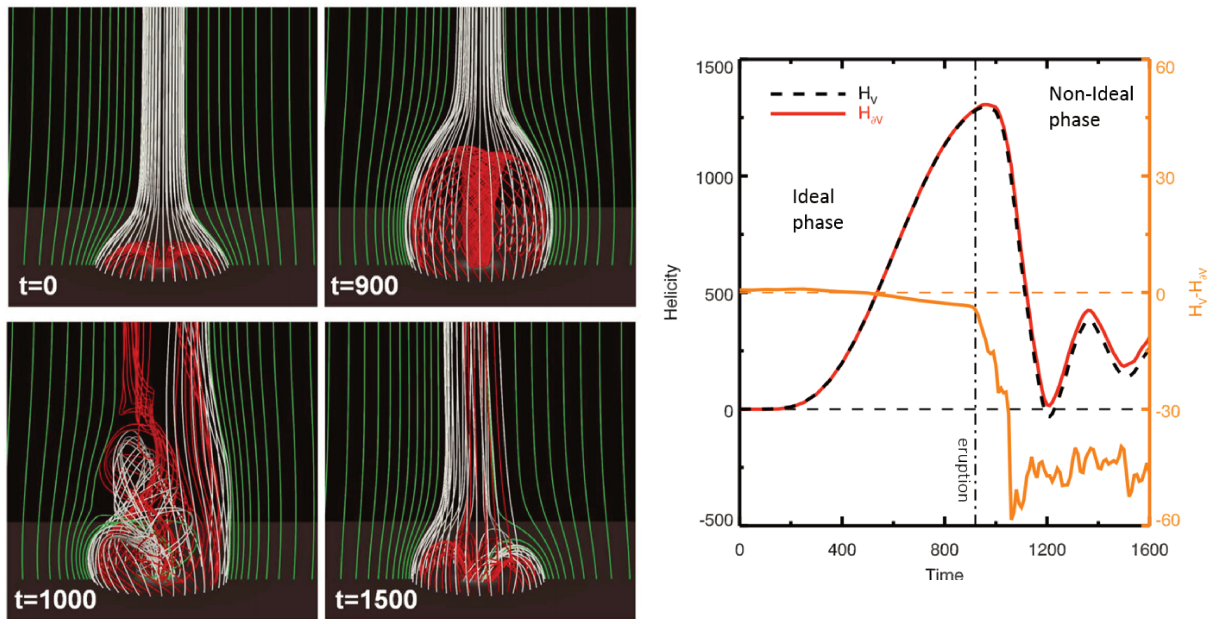 t=0
t=900
t=1000
t=1500
1500
1000
500
0
-500
Helicity
H_V
H_∂V
Ideal
phase
Non-Ideal
phase
eruption
60
30
0
-30
-60
H_V-H_∂V
0
400
800
1200
1600
Time